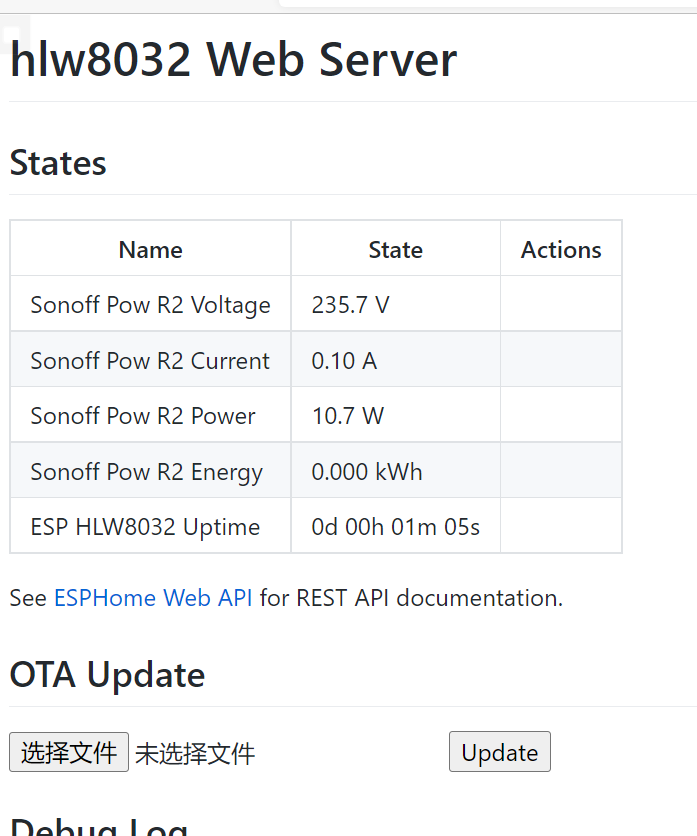 hlw8032 Web Server
States
Name State Actions
Sonoff Pow R2 Voltage 235.7 V
Sonoff Pow R2 Current 0.10 A
Sonoff Pow R2 Power 10.7 W
Sonoff Pow R2 Energy 0.000 kWh
ESP HLW8032 Uptime 0d 00h 01m 05s
See ESPHome Web API for REST API documentation.
OTA Update
选择文件 未选择文件 Update
Debug Log